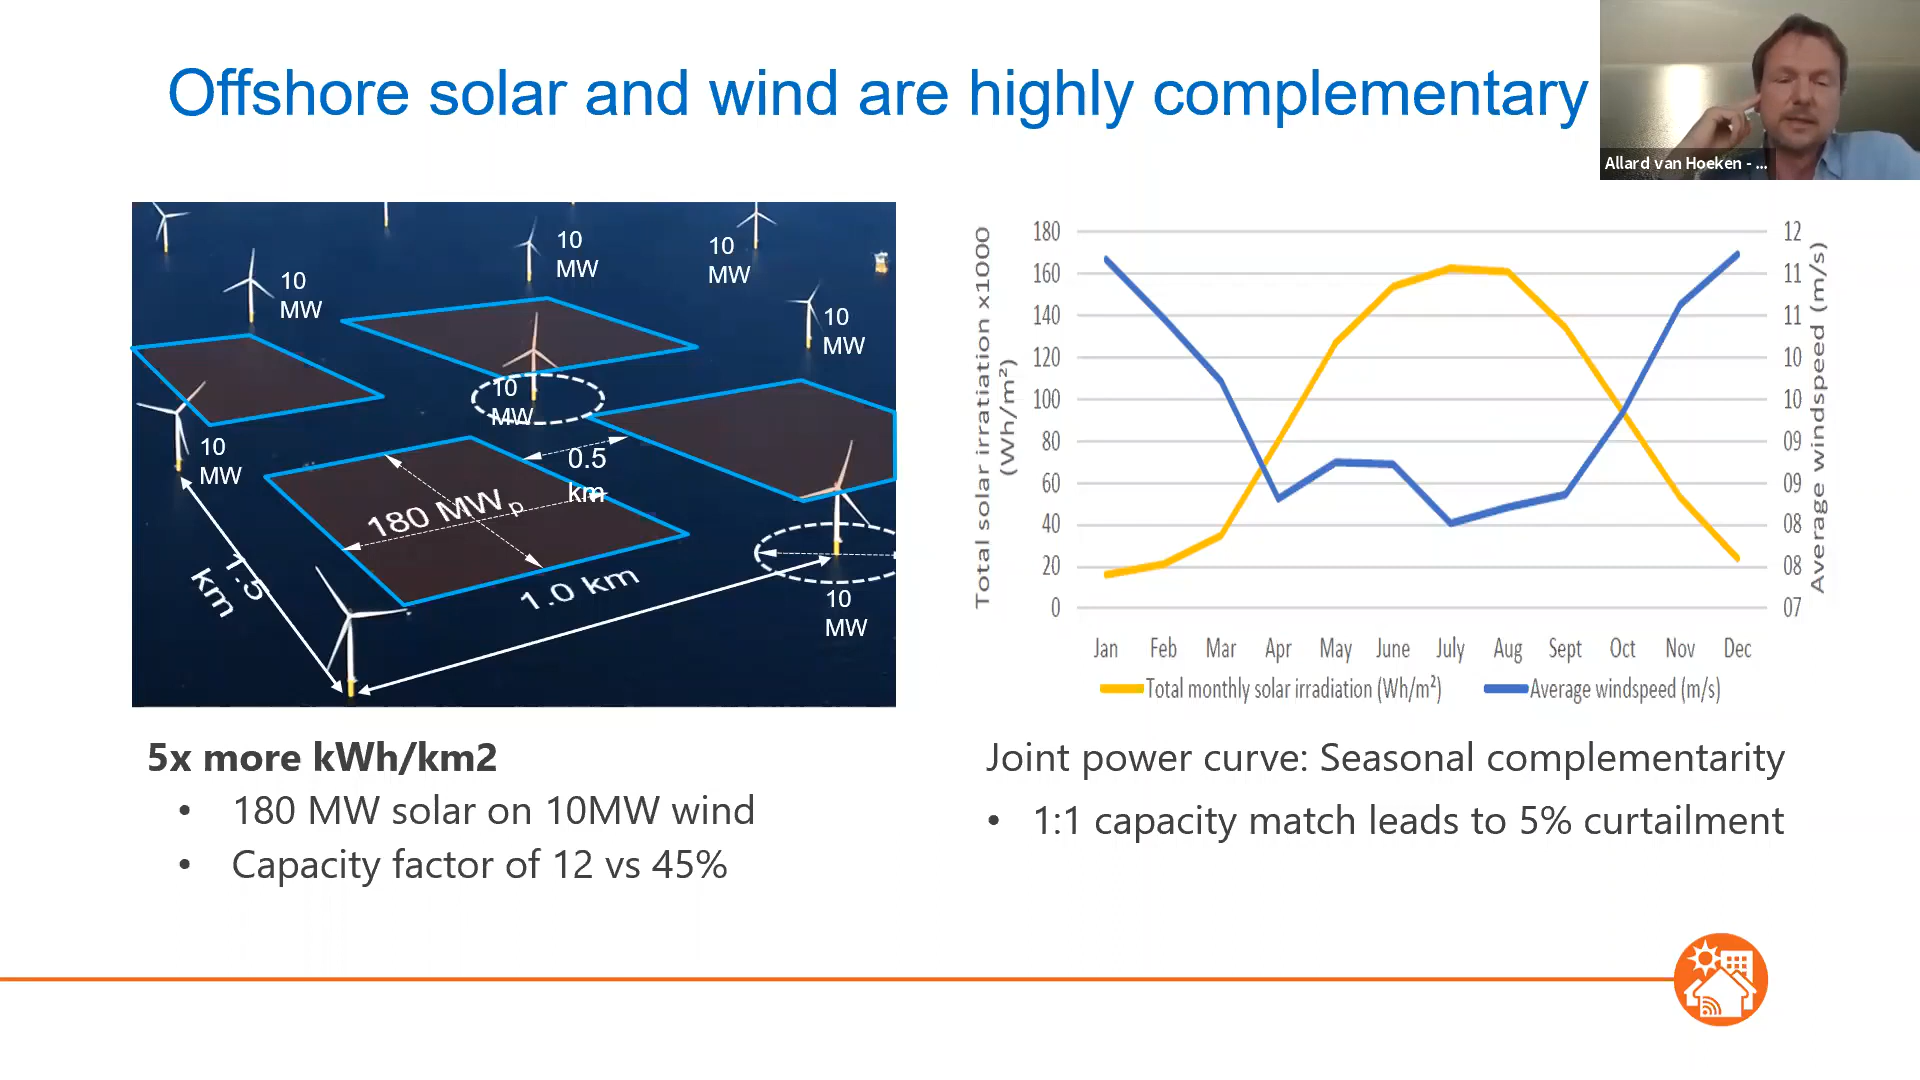 Offshore solar and wind are highly complementary
Allard van Hoeken - ...
10
MW
10
MW
10
MW
10
MW
10
MW
10
MW
0.5
km
180 MWp
1.5
km
1.0 km
10
MW
Total solar irratiation x1000
(Wh/m²)
180
160
140
120
100
80
60
40
20
0
12
11
11
10
10
09
09
08
08
07
Average windspeed (m/s)
Jan Feb Mar Apr May June July Aug Sept Oct Nov Dec
Total monthly solar irradiation (Wh/m²) Average windspeed (m/s)
5x more kWh/km2
• 180 MW solar on 10MW wind
• Capacity factor of 12 vs 45%
Joint power curve: Seasonal complementarity
• 1:1 capacity match leads to 5% curtailment